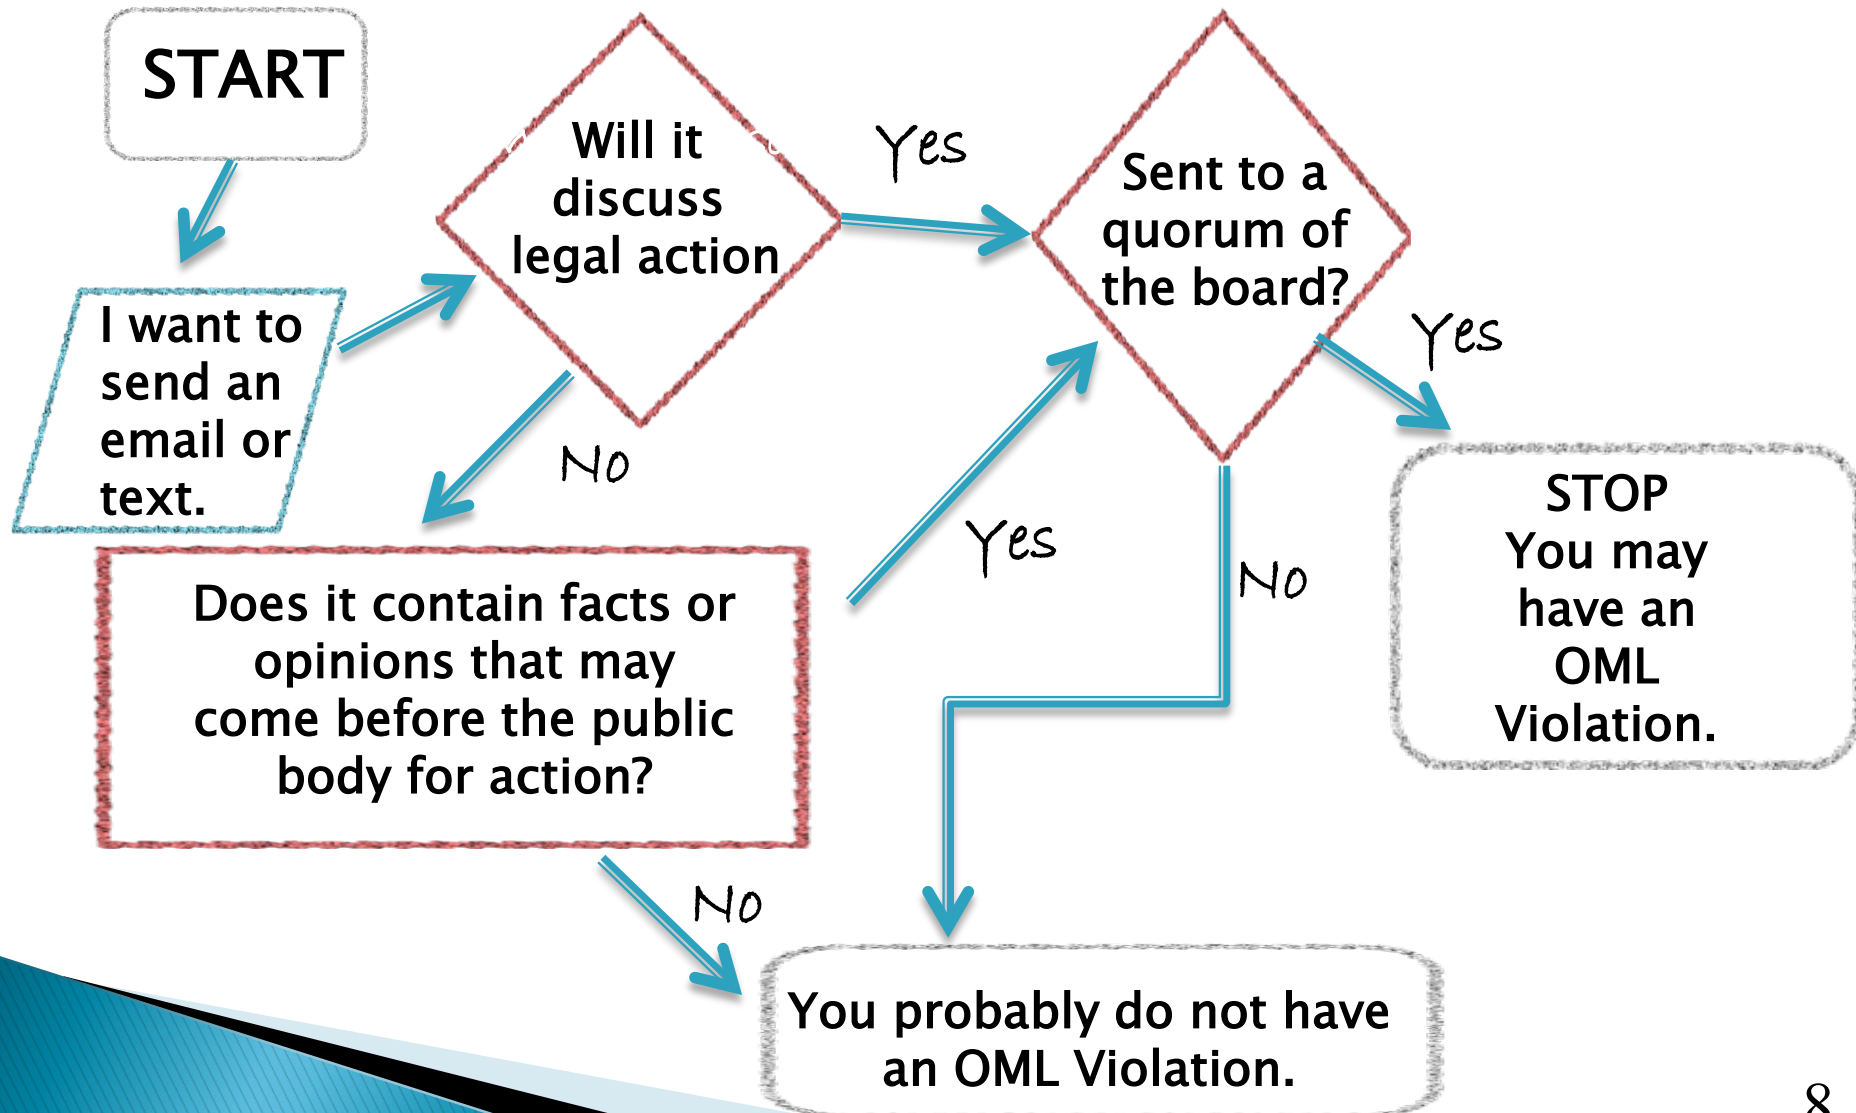 START
I want to
send an
email or
text.
Will it
discuss
legal action
Yes
Sent to a
quorum of
the board?
Yes
STOP
You may
have an
OML
Violation.
No
Does it contain facts or
opinions that may
come before the public
body for action?
Yes
No
No
You probably do not have
an OML Violation.
8